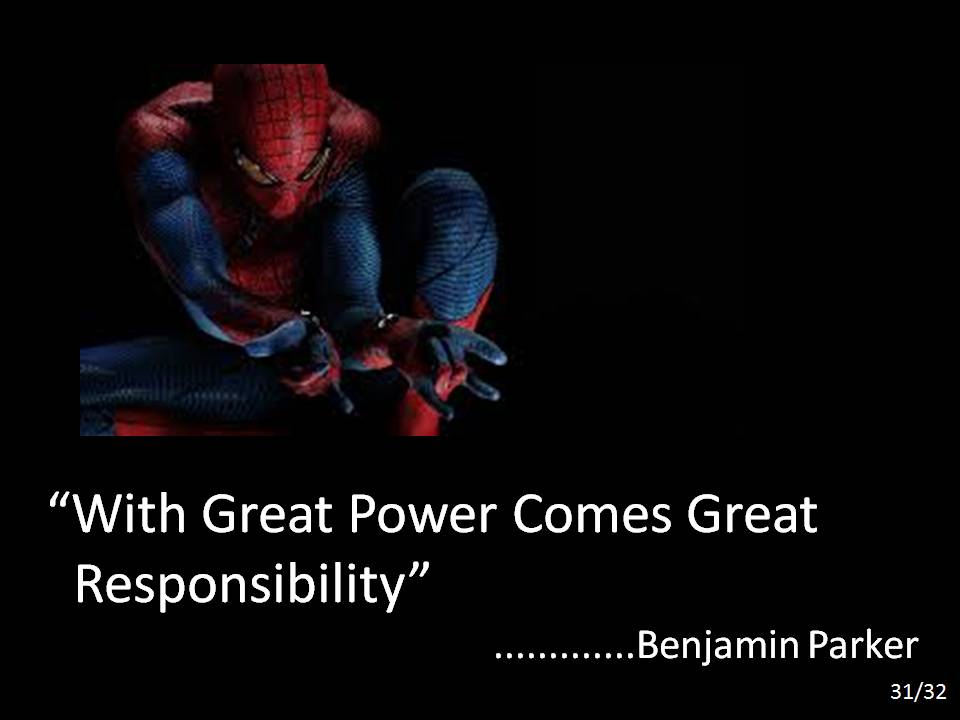 “With Great Power Comes Great
Responsibility”
.............Benjamin Parker
31/32